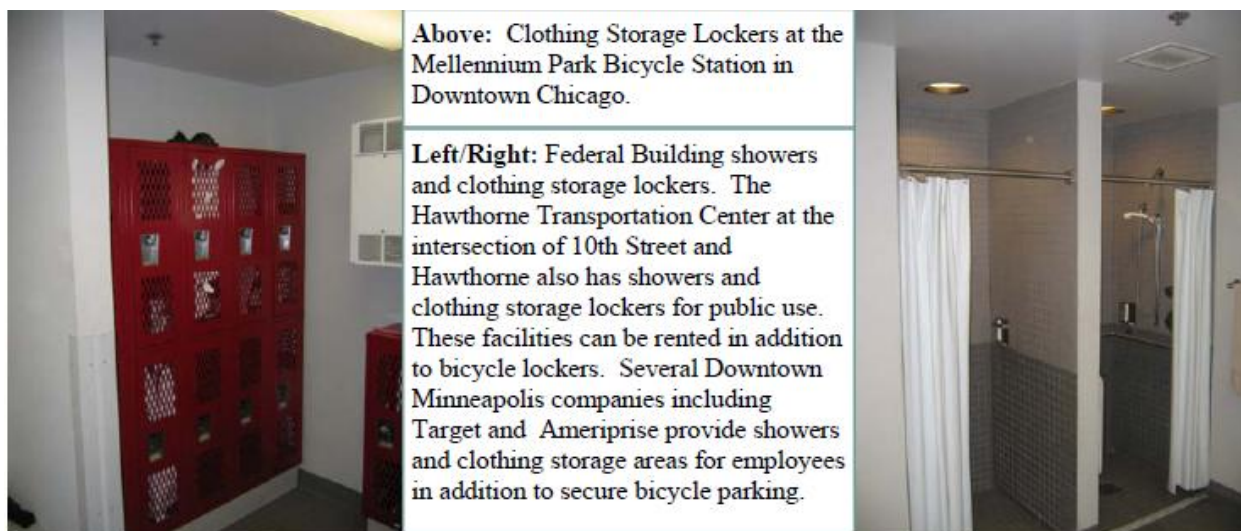 Above: Clothing Storage Lockers at the
Mellennium Park Bicycle Station in
Downtown Chicago.
Left/Right: Federal Building showers
and clothing storage lockers. The
Hawthorne Transportation Center at the
intersection of 10th Street and
Hawthorne also has showers and
clothing storage lockers for public use.
These facilities can be rented in addition
to bicycle lockers. Several Downtown
Minneapolis companies including
Target and Ameriprise provide showers
and clothing storage areas for employees
in addition to secure bicycle parking.